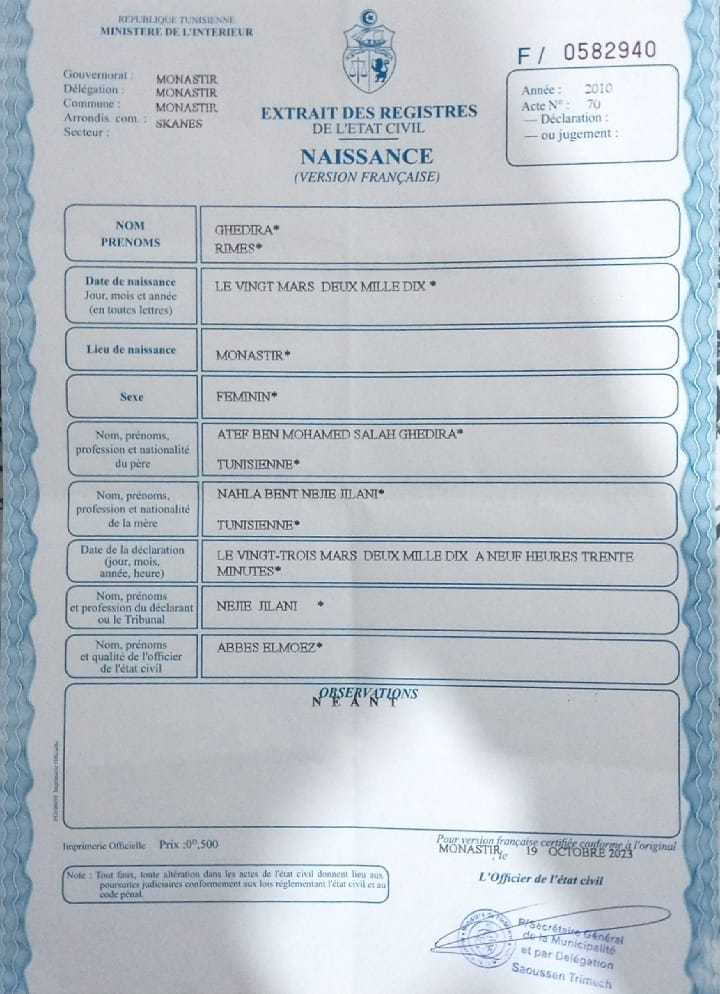 REPUBLIQUE TUNISIENNE
MINISTERE DE L'INTERIEUR
F / 0582940
Gouvernorat : MONASTIR
Délégation : MONASTIR
Commune : MONASTIR
Arrondis. com. : SKANES
Secteur :
Année : 2010
Acte N° : 70
— Déclaration :
— ou jugement :
EXTRAIT DES REGISTRES
DE L'ETAT CIVIL
NAISSANCE
(VERSION FRANÇAISE)
NOM GHEDIRA*
PRENOMS RIMES*
Date de naissance
Jour, mois et année
(en toutes lettres)
LE VINGT MARS DEUX MILLE DIX *
Lieu de naissance
MONASTIR*
Sexe
FEMININ*
Nom, prénoms,
profession et nationalité
du père
ATEF BEN MOHAMED SALAH GHEDIRA*
TUNISIENNE*
Nom, prénoms,
profession et nationalité
de la mère
NAHLA BENT NEJIE JILANI*
TUNISIENNE*
Date de la déclaration
(jour, mois,
année, heure)
LE VINGT-TROIS MARS DEUX MILLE DIX A NEUF HEURES TRENTE
MINUTES*
Nom, prénoms
et profession du déclarant
ou le Tribunal
NEJIE JILANI *
Nom, prénoms
et qualité de l'officier
de l'état civil
ABBES ELMOEZ*
OBSERVATIONS
NEANT
Imprimerie Officielle Prix :0ᴰ,500
Pour version française certifiée conforme à l'original
MONASTIR, le 19 OCTOBRE 2023
L'Officier de l'état civil
Note : Tout faux, toute altération dans les actes de l'état civil donnent lieu aux
poursuites judiciaires conformement aux lois réglementant l'état civil et au
code pénal.
P/Secrétaire Général
de la Municipalité
et par Délégation
Saoussen Trimech